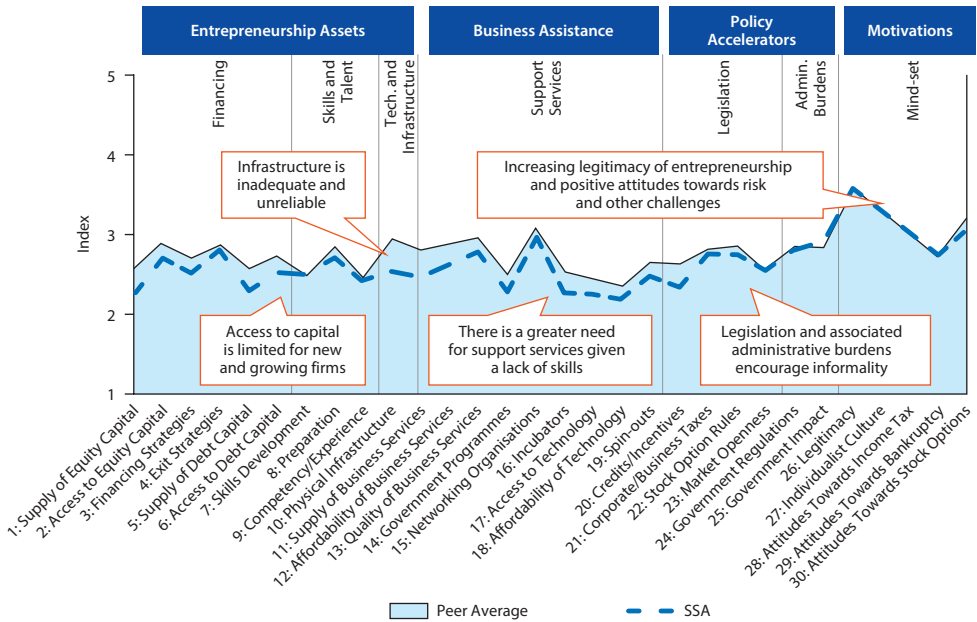 Entrepreneurship Assets
Business Assistance
Policy
Accelerators
Motivations
Financing
Skills and
Talent
Tech. and
Infrastructure
Support
Services
Legislation
Admin.
Burdens
Mind-set
5
4
3
2
1
Index
Infrastructure is
inadequate and
unreliable
Increasing legitimacy of entrepreneurship
and positive attitudes towards risk
and other challenges
Access to capital
is limited for new
and growing firms
There is a greater need
for support services given
a lack of skills
Legislation and associated
administrative burdens
encourage informality
1: Supply of Equity Capital
2: Access to Equity Capital
3: Financing Strategies
4: Exit Strategies
5: Supply of Debt Capital
6: Access to Debt Capital
7: Skills Development
8: Preparation
9: Competency/Experience
10: Physical Infrastructure
11: Supply of Business Services
12: Affordability of Business Services
13: Quality of Business Services
14: Government Programmes
15: Networking Organisations
16: Incubators
17: Access to Technology
18: Affordability of Technology
19: Spin-outs
20: Credits/Incentives
21: Corporate/Business Taxes
22: Stock Option Rules
23: Market Openness
24: Government Regulations
25: Government Impact
26: Legitimacy
27: Individualist Culture
28: Attitudes Towards Income Tax
29: Attitudes Towards Bankruptcy
30: Attitudes Towards Stock Options
Peer Average
SSA